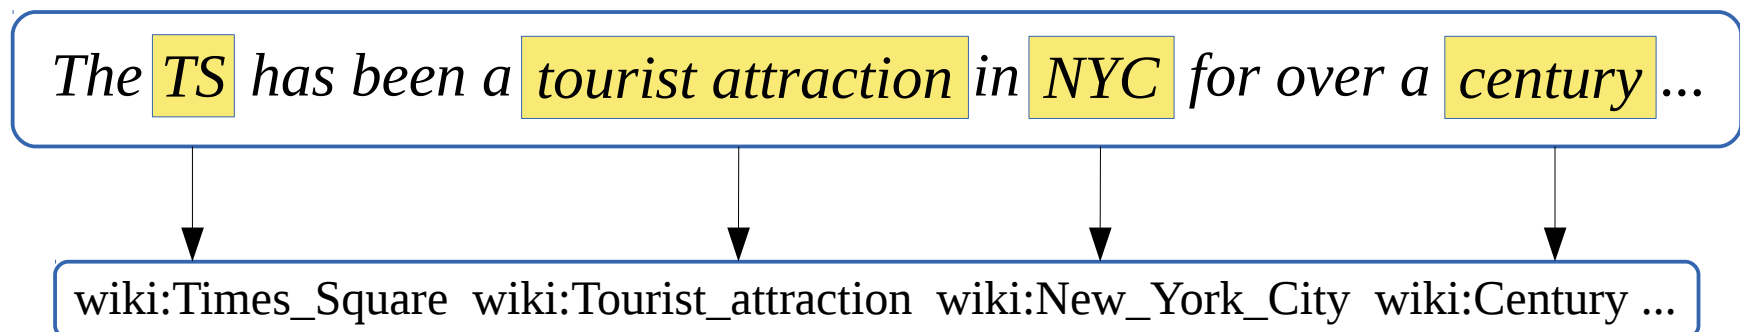 The TS has been a tourist attraction in NYC for over a century ...
wiki:Times_Square wiki:Tourist_attraction wiki:New_York_City wiki:Century ...